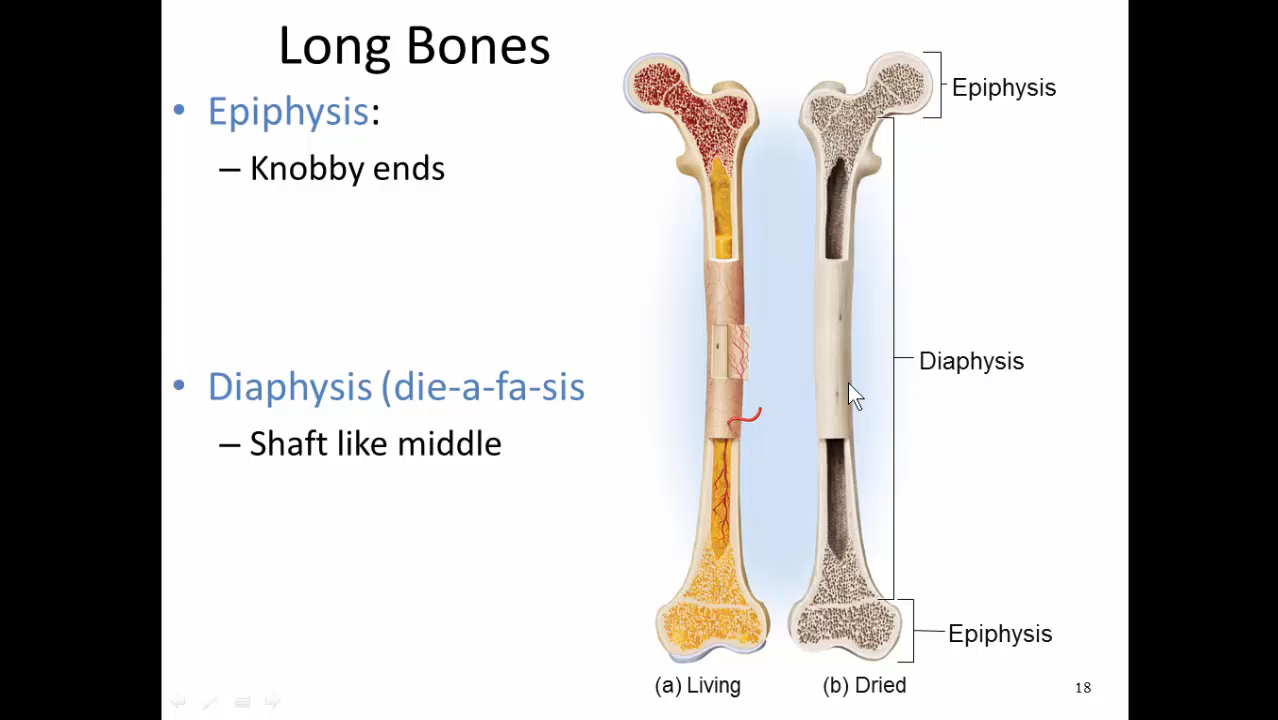 Long Bones
• Epiphysis:
– Knobby ends
• Diaphysis (die-a-fa-sis
– Shaft like middle
Epiphysis
Diaphysis
Epiphysis
(a) Living
(b) Dried
18